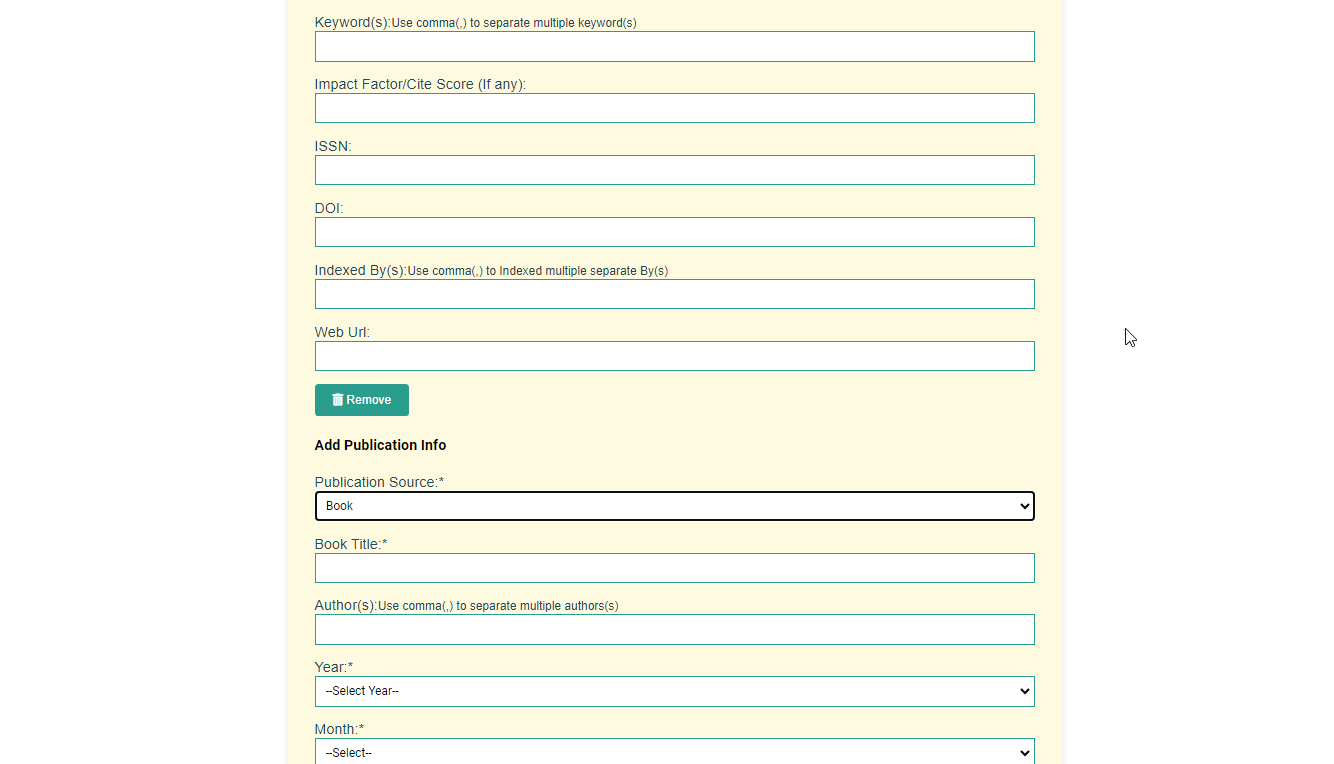 Keyword(s):Use comma(,) to separate multiple keyword(s)
Impact Factor/Cite Score (If any):
ISSN:
DOI:
Indexed By(s):Use comma(,) to Indexed multiple separate By(s)
Web Url:
Remove
Add Publication Info
Publication Source:*
Book
Book Title:*
Author(s):Use comma(,) to separate multiple authors(s)
Year:*
--Select Year--
Month:*
--Select--